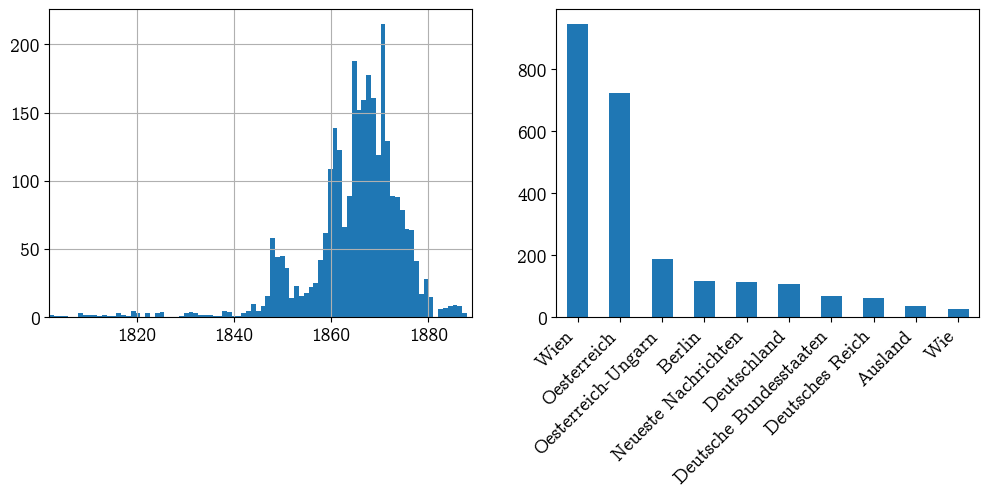 200
150
100
50
0
1820 1840 1860 1880
800
600
400
200
0
Wien
Oesterreich
Oesterreich-Ungarn
Berlin
Neueste Nachrichten
Deutschland
Deutsche Bundesstaaten
Deutsches Reich
Ausland
Wie